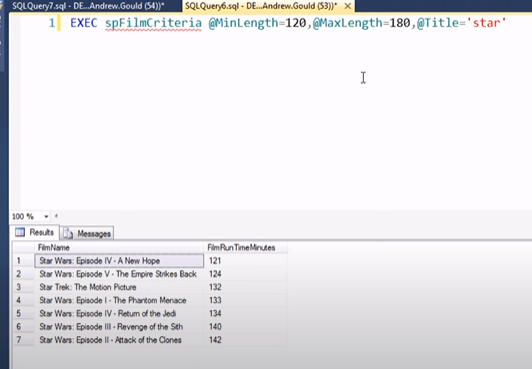 SQLQuery7.sql - DE...Andrew.Gould (54))* SQLQuery6.sql - DE...Andrew.Gould (53))* ×
1 EXEC spFilmCriteria @MinLength=120,@MaxLength=180,@Title='star'
100 %
Results Messages
FilmName FilmRunTimeMinutes
1 Star Wars: Episode IV - A New Hope 121
2 Star Wars: Episode V - The Empire Strikes Back 124
3 Star Trek: The Motion Picture 132
4 Star Wars: Episode I - The Phantom Menace 133
5 Star Wars: Episode IV - Return of the Jedi 134
6 Star Wars: Episode III - Revenge of the Sith 140
7 Star Wars: Episode II - Attack of the Clones 142